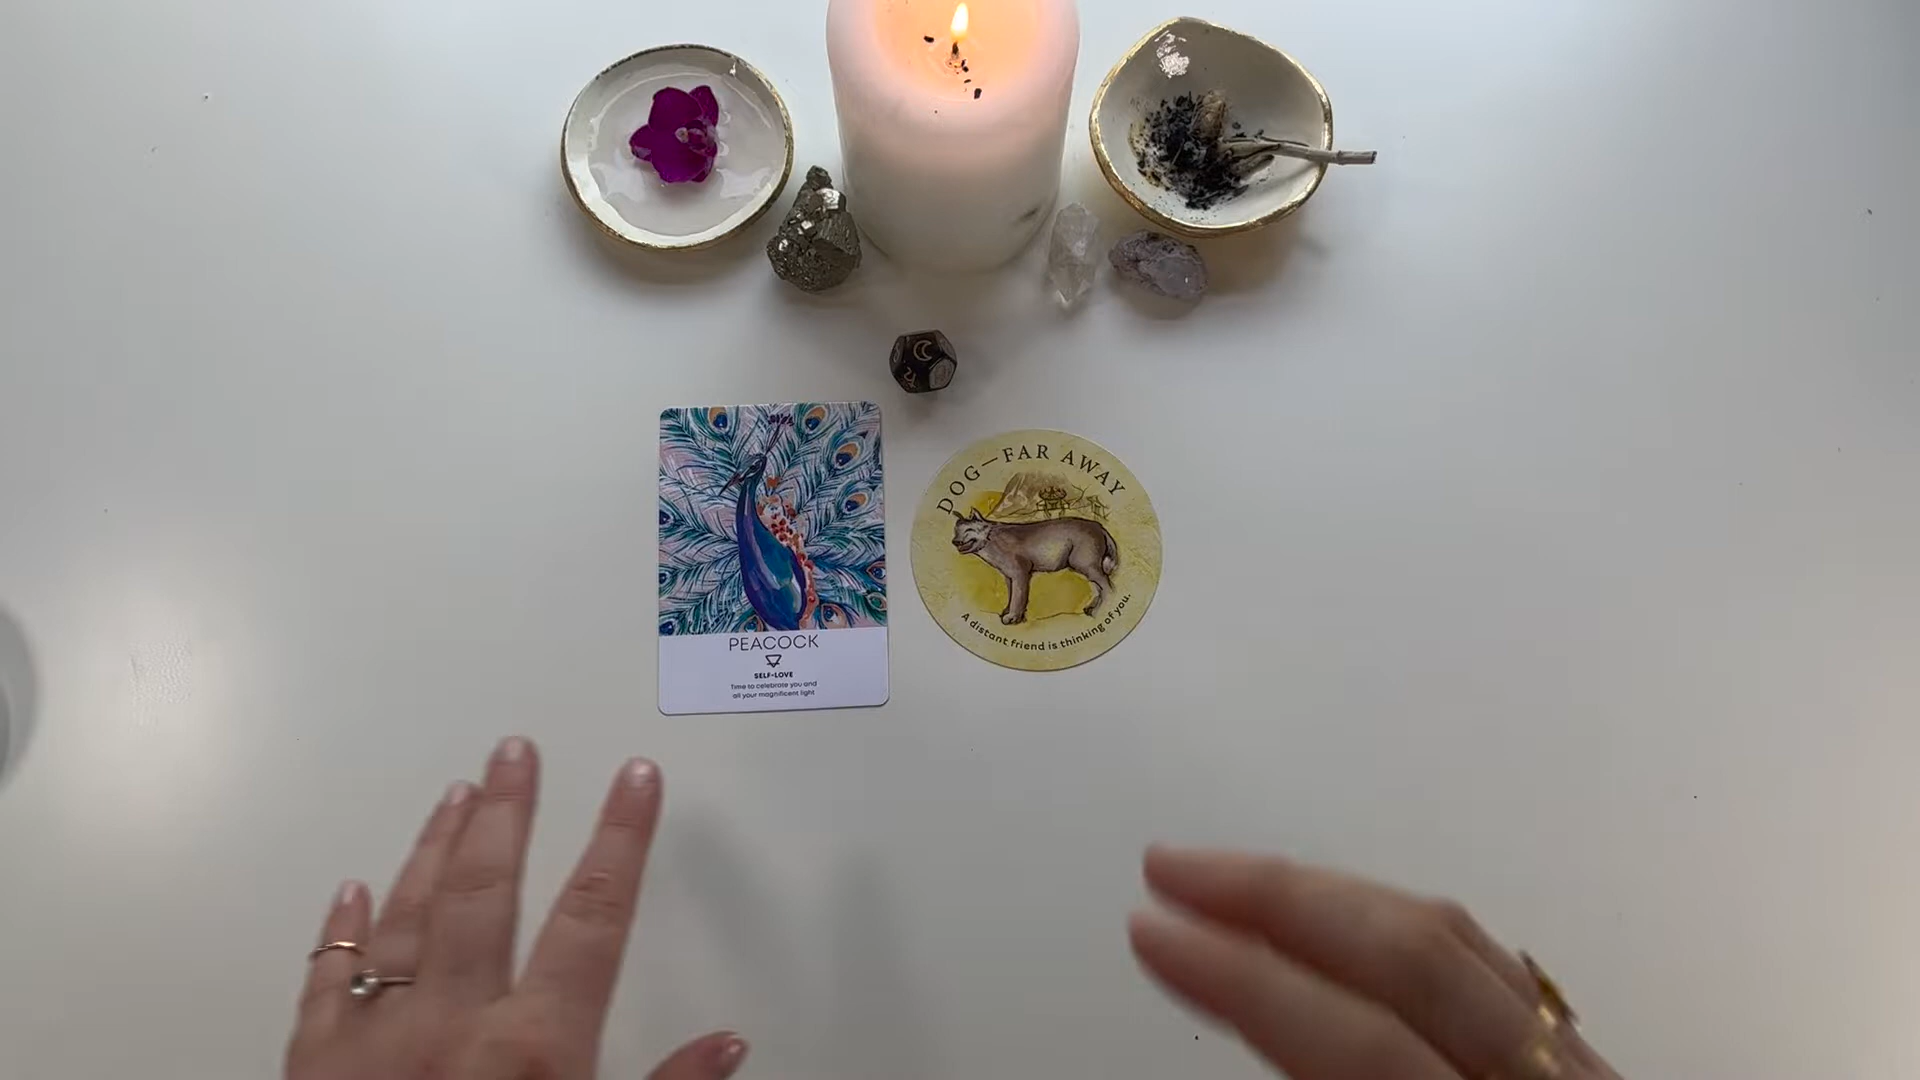 PEACOCK
SELF-LOVE
Time to celebrate you and
all your magnificent light
DOG—FAR AWAY
A distant friend is thinking of you.